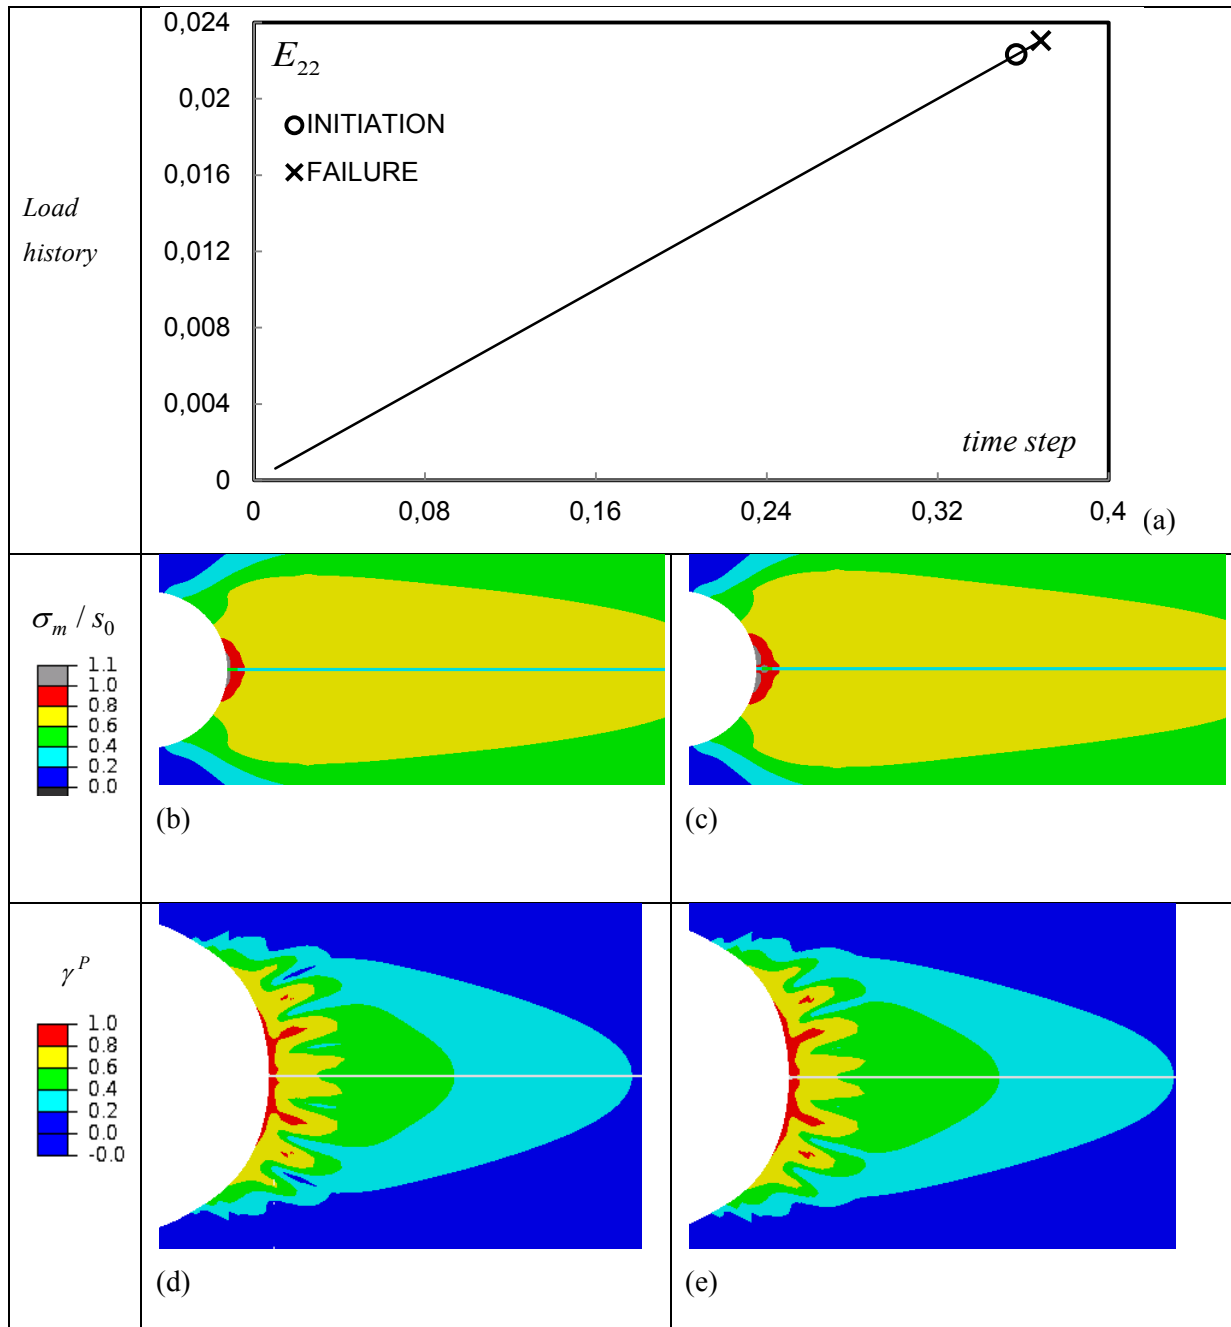 Load
history
E22
INITIATION
FAILURE
0,024
0,02
0,016
0,012
0,008
0,004
0
0
0,08
0,16
0,24
0,32
0,4
time step
(a)
σm / s0
1.1
1.0
0.8
0.6
0.4
0.2
0.0
(b)
(c)
γP
1.0
0.8
0.6
0.4
0.2
0.0
-0.0
(d)
(e)